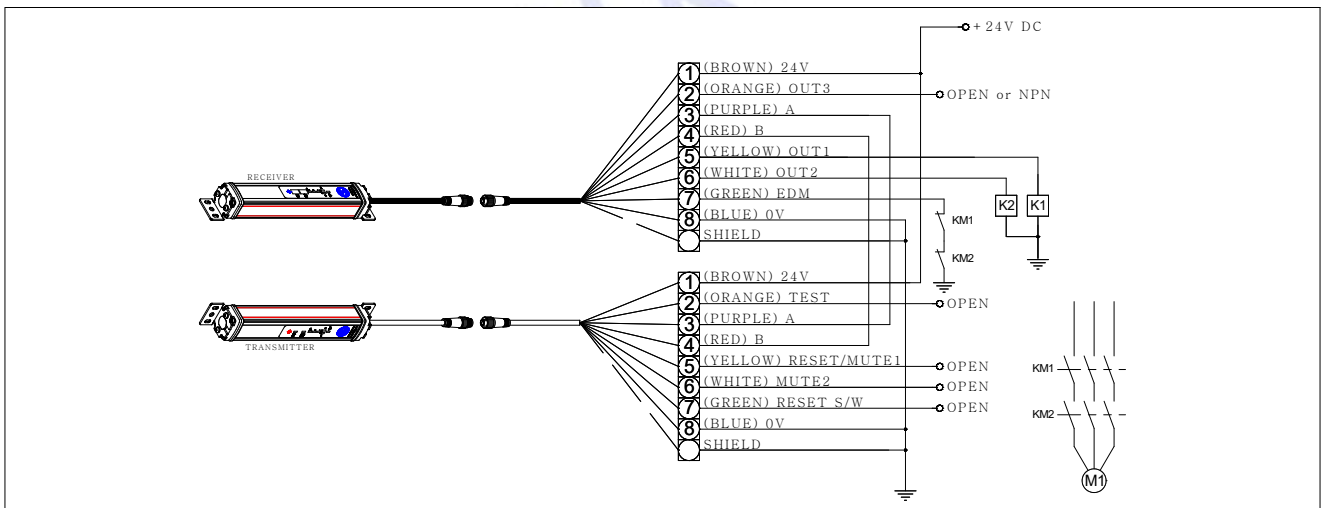 + 24V DC
RECEIVER
1 (BROWN) 24V
2 (ORANGE) OUT3 OPEN or NPN
3 (PURPLE) A
4 (RED) B
5 (YELLOW) OUT1
6 (WHITE) OUT2
7 (GREEN) EDM
8 (BLUE) 0V
SHIELD
KM1
KM2
K2 K1
TRANSMITTER
1 (BROWN) 24V
2 (ORANGE) TEST OPEN
3 (PURPLE) A
4 (RED) B
5 (YELLOW) RESET/MUTE1 OPEN
6 (WHITE) MUTE2 OPEN
7 (GREEN) RESET S/W OPEN
8 (BLUE) 0V
SHIELD
KM1
KM2
M1